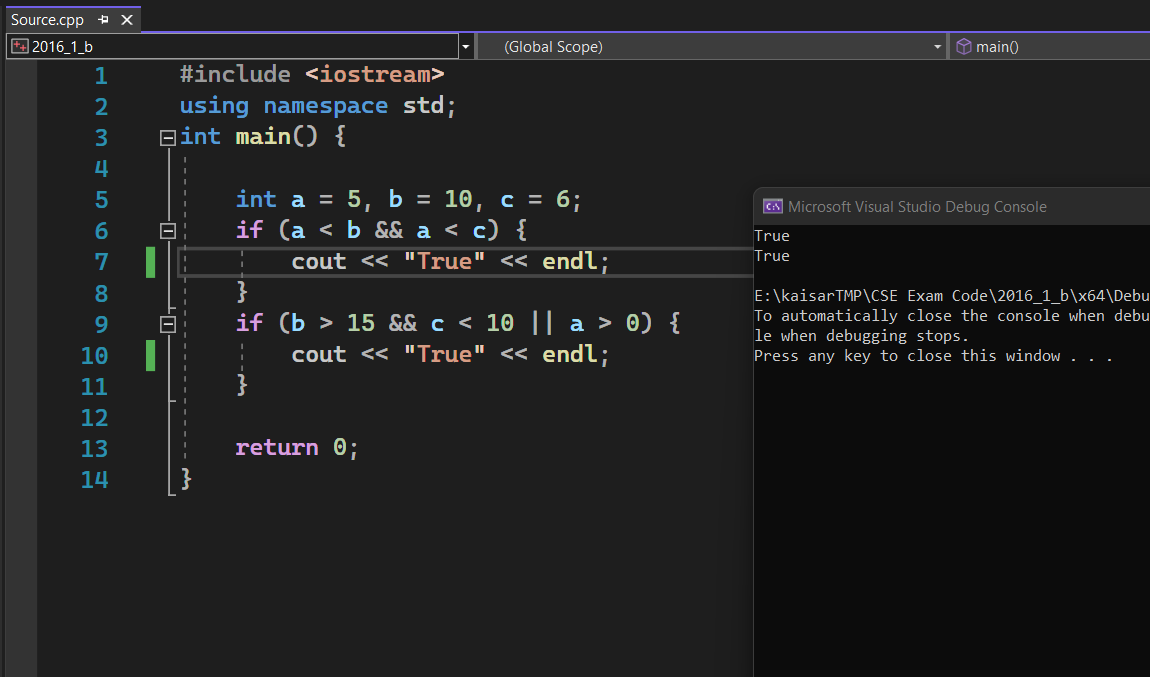 Source.cpp
2016_1_b
(Global Scope)
main()
1 #include <iostream>
2 using namespace std;
3 int main() {
4
5 int a = 5, b = 10, c = 6;
6 if (a < b && a < c) {
7 cout << "True" << endl;
8 }
9 if (b > 15 && c < 10 || a > 0) {
10 cout << "True" << endl;
11 }
12
13 return 0;
14 }
C:\
Microsoft Visual Studio Debug Console
True
True
E:\kaisarTMP\CSE Exam Code\2016_1_b\x64\Debu
To automatically close the console when debu
le when debugging stops.
Press any key to close this window . . .